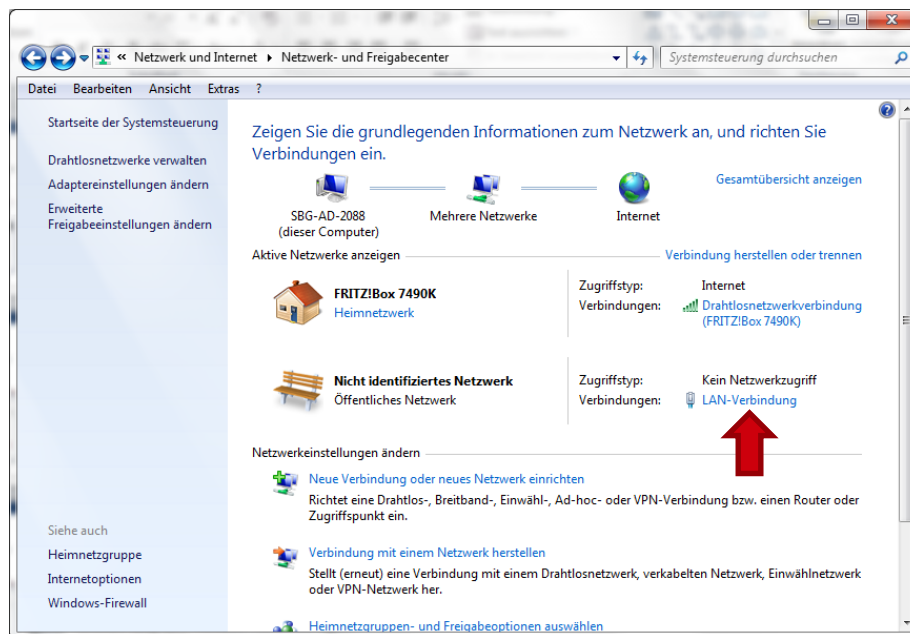 « Netzwerk und Internet ▸ Netzwerk- und Freigabecenter
Systemsteuerung durchsuchen
Datei Bearbeiten Ansicht Extras ?
Startseite der Systemsteuerung
Drahtlosnetzwerke verwalten
Adaptereinstellungen ändern
Erweiterte
Freigabeeinstellungen ändern
Siehe auch
Heimnetzgruppe
Internetoptionen
Windows-Firewall
Zeigen Sie die grundlegenden Informationen zum Netzwerk an, und richten Sie
Verbindungen ein.
Gesamtübersicht anzeigen
SBG-AD-2088
(dieser Computer)
Mehrere Netzwerke
Internet
Aktive Netzwerke anzeigen
Verbindung herstellen oder trennen
FRITZ!Box 7490K
Heimnetzwerk
Zugriffstyp: Internet
Verbindungen: Drahtlosnetzwerkverbindung
(FRITZ!Box 7490K)
Nicht identifiziertes Netzwerk
Öffentliches Netzwerk
Zugriffstyp: Kein Netzwerkzugriff
Verbindungen: LAN-Verbindung
Netzwerkeinstellungen ändern
Neue Verbindung oder neues Netzwerk einrichten
Richtet eine Drahtlos-, Breitband-, Einwähl-, Ad-hoc- oder VPN-Verbindung bzw. einen Router oder
Zugriffspunkt ein.
Verbindung mit einem Netzwerk herstellen
Stellt (erneut) eine Verbindung mit einem Drahtlosnetzwerk, verkabelten Netzwerk, Einwählnetzwerk
oder VPN-Netzwerk her.
Heimnetzgruppen- und Freigabeoptionen auswählen